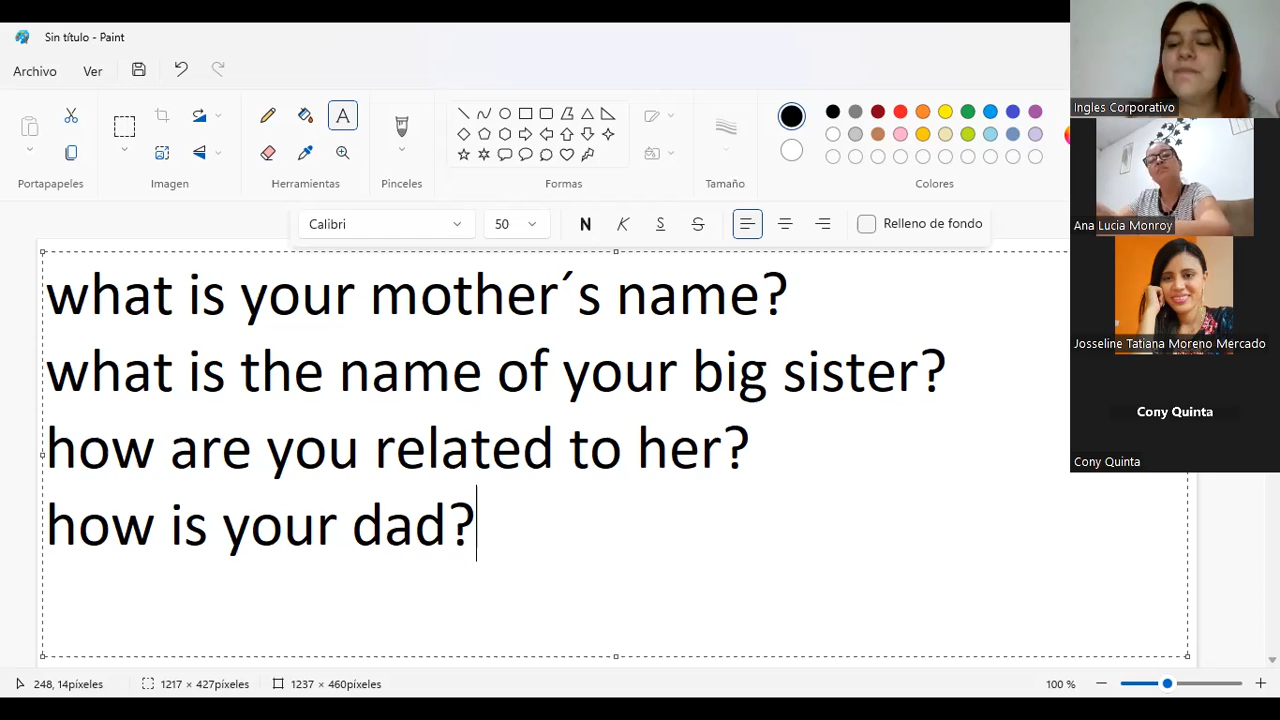 Sin título - Paint
Archivo
Ver
Portapapeles
Imagen
Herramientas
Pinceles
Formas
Tamaño
Colores
Calibri
50
N
K
S
S
Relleno de fondo
what is your mother´s name?
what is the name of your big sister?
how are you related to her?
how is your dad?
248, 14píxeles
1217 × 427píxeles
1237 × 460píxeles
100 %
Ingles Corporativo
Ana Lucia Monroy
Josseline Tatiana Moreno Mercado
Cony Quinta
Cony Quinta